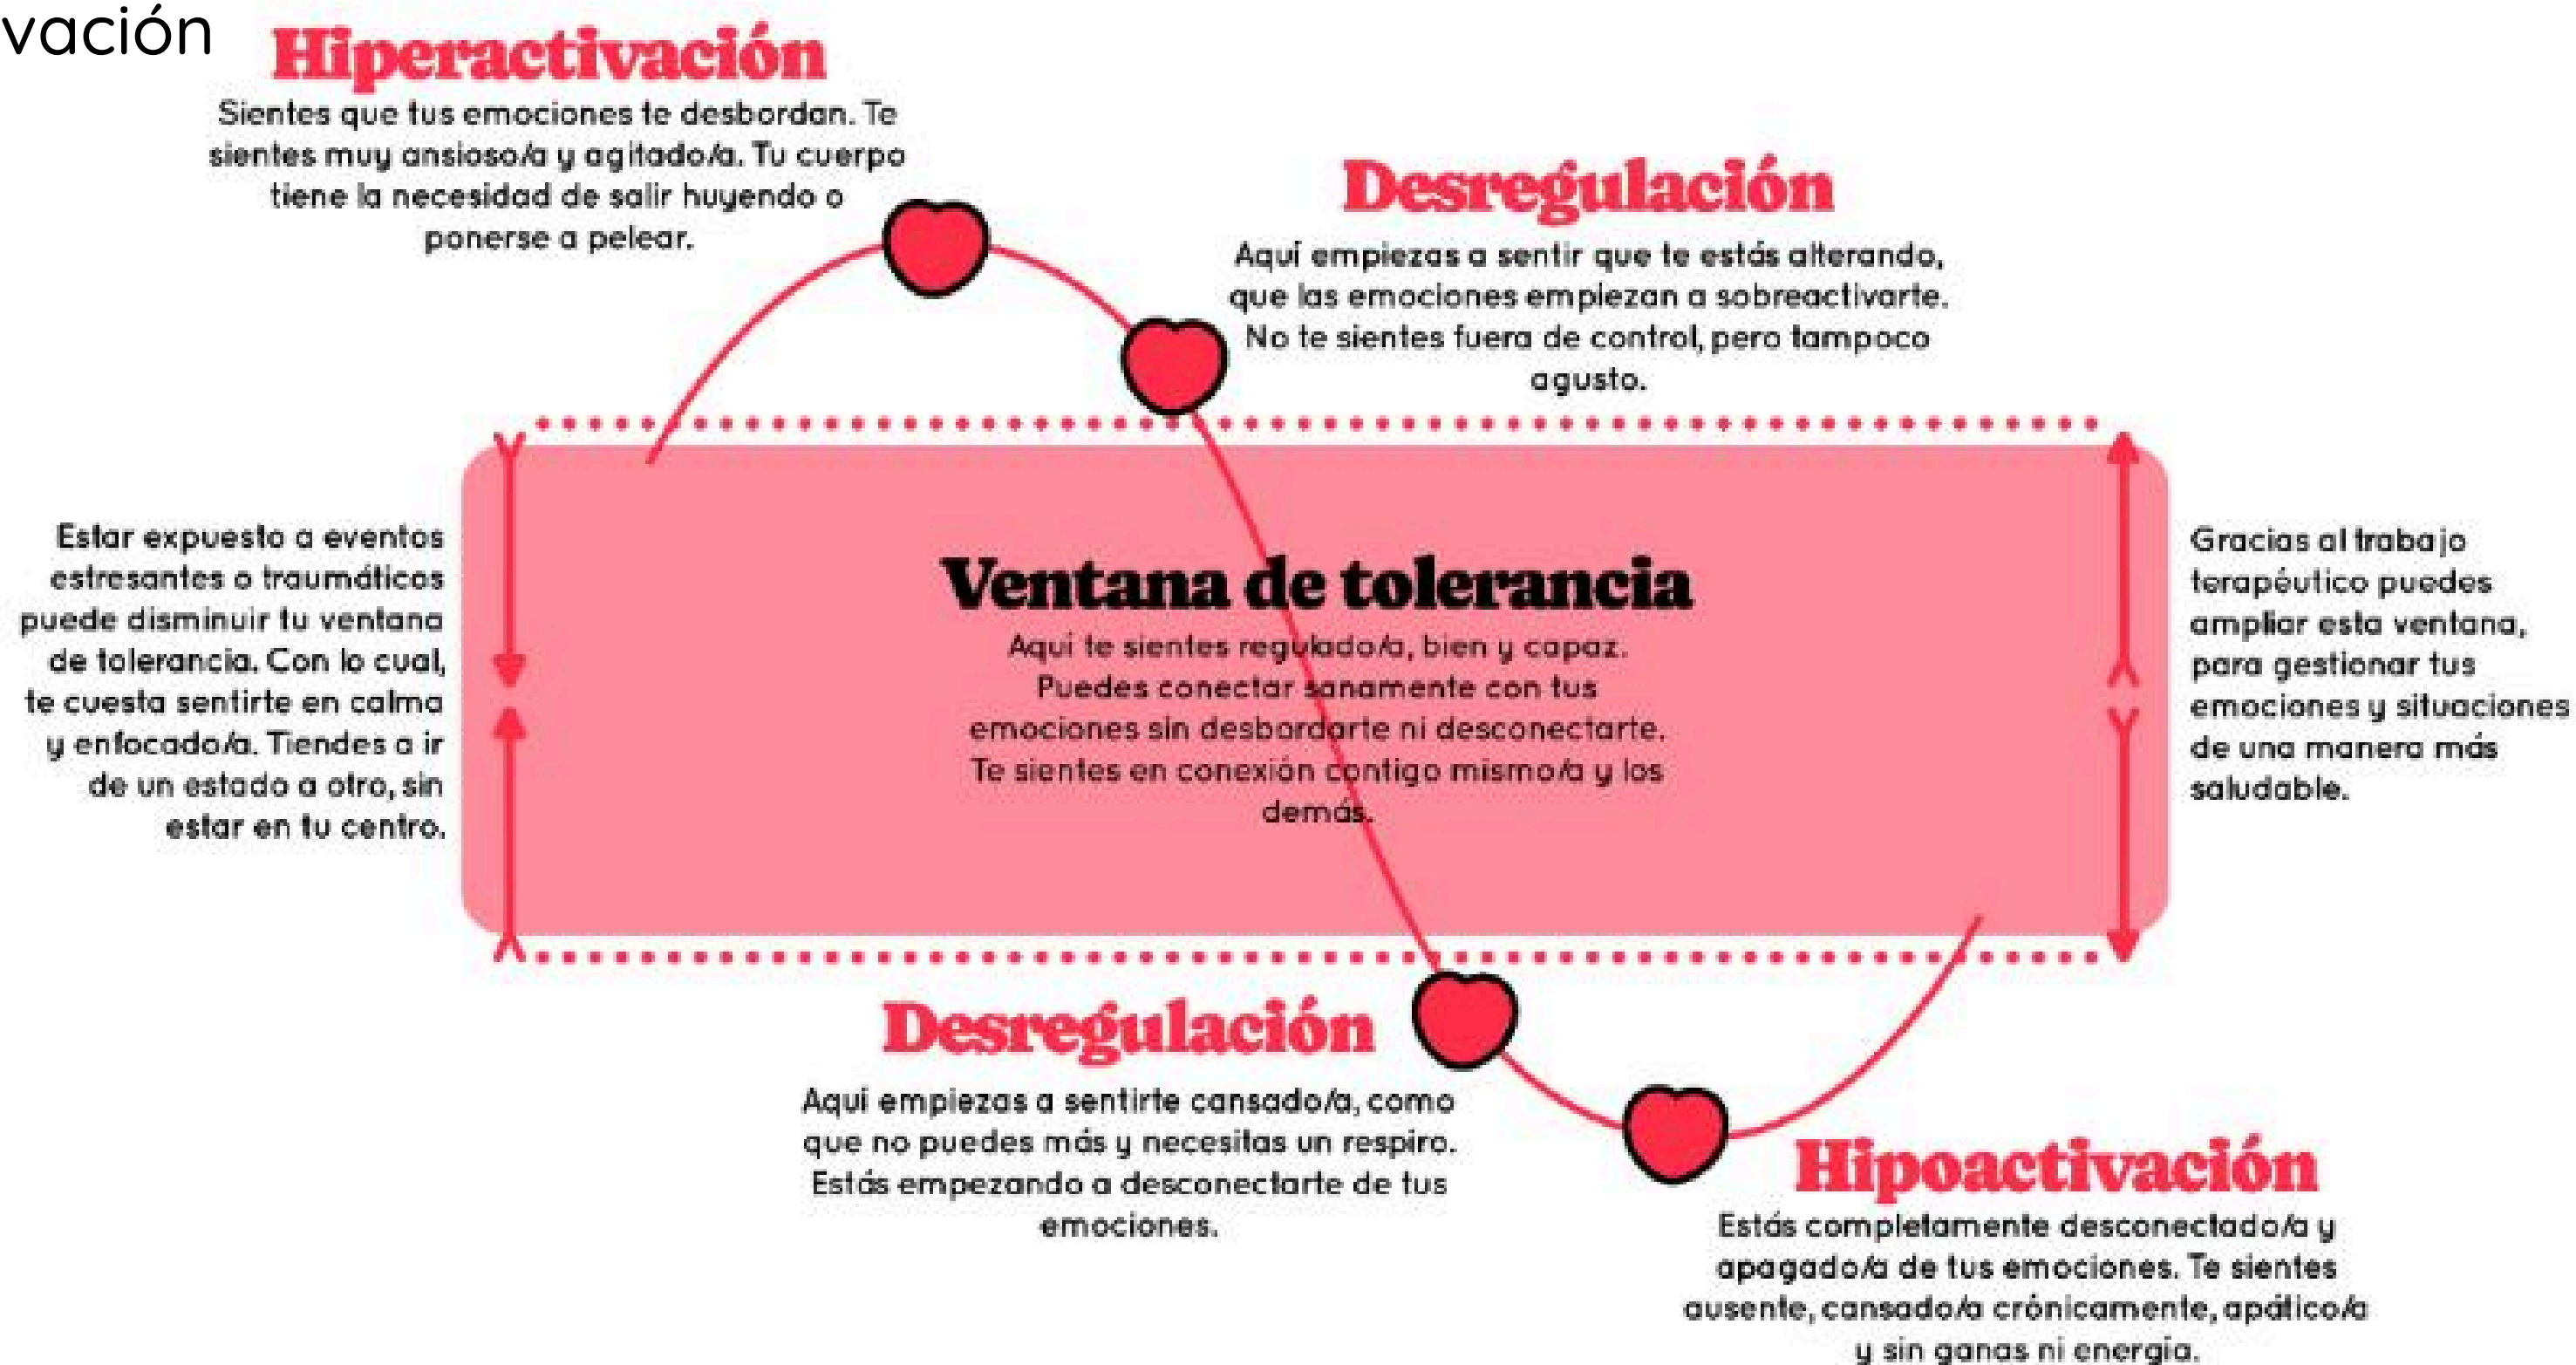 vación
Hiperactivación
Sientes que tus emociones te desbordan. Te
sientes muy ansioso/a y agitado/a. Tu cuerpo
tiene la necesidad de salir huyendo o
ponerse a pelear.
Desregulación
Aquí empiezas a sentir que te estás alterando,
que las emociones empiezan a sobreactivarte.
No te sientes fuera de control, pero tampoco
agusto.
Estar expuesto a eventos
estresantes o traumáticos
puede disminuir tu ventana
de tolerancia. Con lo cual,
te cuesta sentirte en calma
y enfocado/a. Tiendes a ir
de un estado a otro, sin
estar en tu centro.
Ventana de tolerancia
Aquí te sientes regulado/a, bien y capaz.
Puedes conectar sanamente con tus
emociones sin desbordarte ni desconectarte.
Te sientes en conexión contigo mismo/a y los
demás.
Gracias al trabajo
terapéutico puedes
ampliar esta ventana,
para gestionar tus
emociones y situaciones
de una manera más
saludable.
Desregulación
Aquí empiezas a sentirte cansado/a, como
que no puedes más y necesitas un respiro.
Estás empezando a desconectarte de tus
emociones.
Hipoactivación
Estás completamente desconectado/a y
apagado/a de tus emociones. Te sientes
ausente, cansado/a crónicamente, apático/a
y sin ganas ni energía.